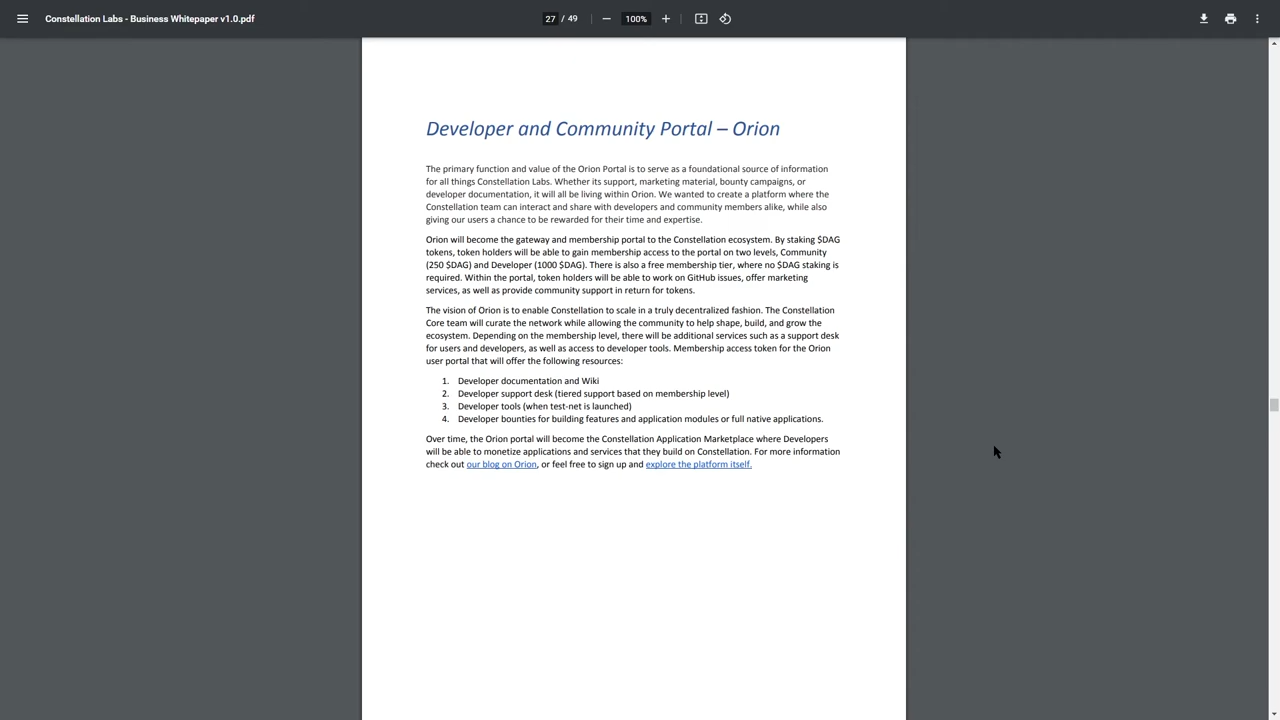 Constellation Labs - Business Whitepaper v1.0.pdf
27 / 49
100%
Developer and Community Portal – Orion
The primary function and value of the Orion Portal is to serve as a foundational source of information
for all things Constellation Labs. Whether its support, marketing material, bounty campaigns, or
developer documentation, it will all be living within Orion. We wanted to create a platform where the
Constellation team can interact and share with developers and community members alike, while also
giving our users a chance to be rewarded for their time and expertise.
Orion will become the gateway and membership portal to the Constellation ecosystem. By staking $DAG
tokens, token holders will be able to gain membership access to the portal on two levels, Community
(250 $DAG) and Developer (1000 $DAG). There is also a free membership tier, where no $DAG staking is
required. Within the portal, token holders will be able to work on GitHub issues, offer marketing
services, as well as provide community support in return for tokens.
The vision of Orion is to enable Constellation to scale in a truly decentralized fashion. The Constellation
Core team will curate the network while allowing the community to help shape, build, and grow the
ecosystem. Depending on the membership level, there will be additional services such as a support desk
for users and developers, as well as access to developer tools. Membership access token for the Orion
user portal that will offer the following resources:
1. Developer documentation and Wiki
2. Developer support desk (tiered support based on membership level)
3. Developer tools (when test-net is launched)
4. Developer bounties for building features and application modules or full native applications.
Over time, the Orion portal will become the Constellation Application Marketplace where Developers
will be able to monetize applications and services that they build on Constellation. For more information
check out our blog on Orion, or feel free to sign up and explore the platform itself.